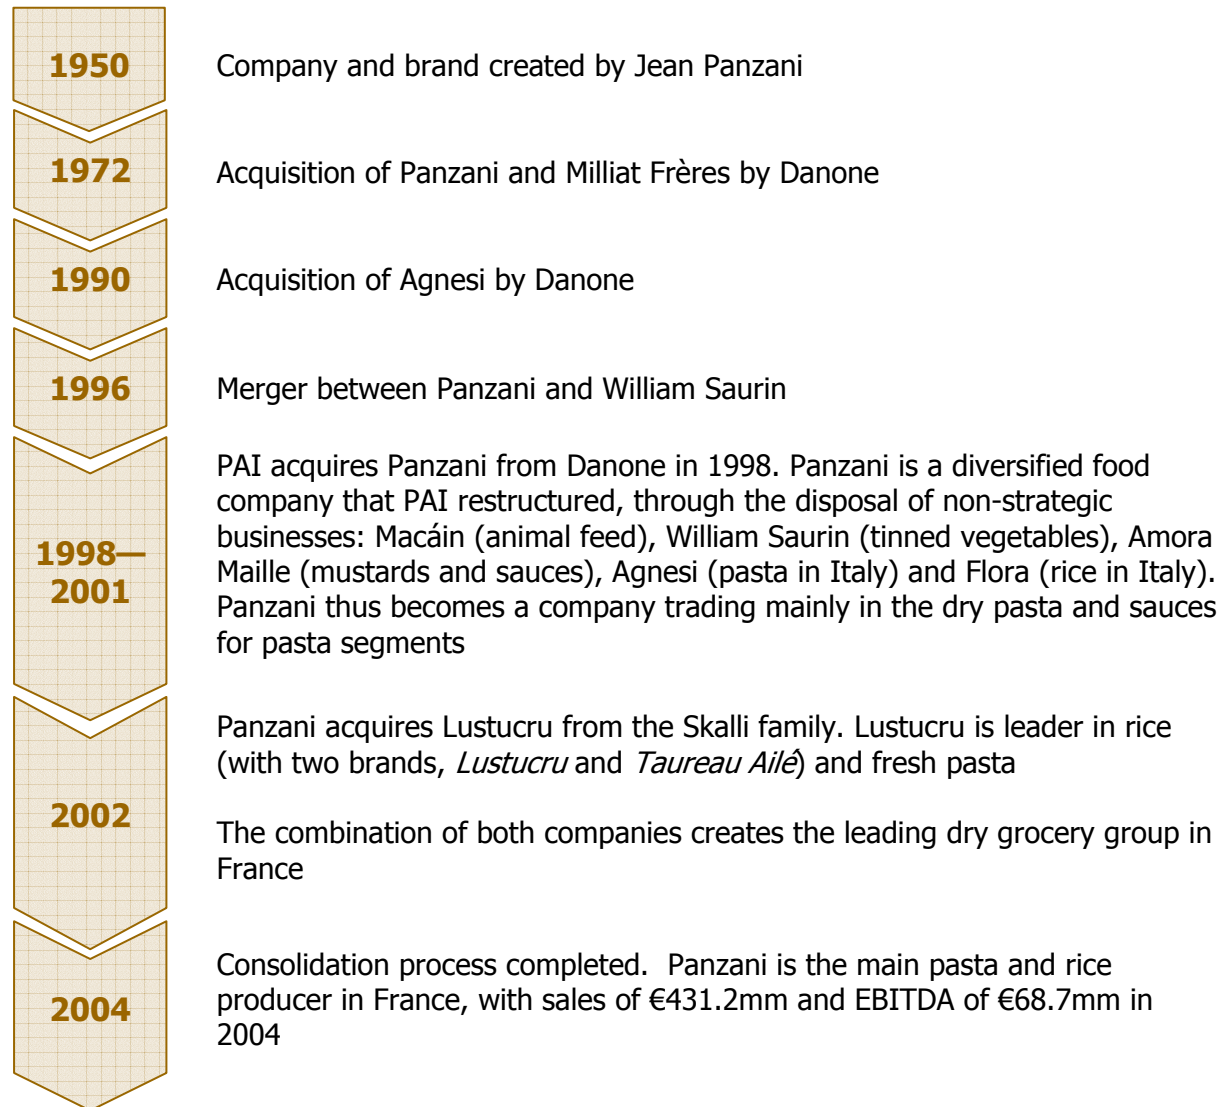 1950
Company and brand created by Jean Panzani
1972
Acquisition of Panzani and Milliat Frères by Danone
1990
Acquisition of Agnesi by Danone
1996
Merger between Panzani and William Saurin
1998—
2001
PAI acquires Panzani from Danone in 1998. Panzani is a diversified food
company that PAI restructured, through the disposal of non-strategic
businesses: Macáin (animal feed), William Saurin (tinned vegetables), Amora
Maille (mustards and sauces), Agnesi (pasta in Italy) and Flora (rice in Italy).
Panzani thus becomes a company trading mainly in the dry pasta and sauces
for pasta segments
2002
Panzani acquires Lustucru from the Skalli family. Lustucru is leader in rice
(with two brands, Lustucru and Taureau Ailé) and fresh pasta
The combination of both companies creates the leading dry grocery group in
France
2004
Consolidation process completed.  Panzani is the main pasta and rice
producer in France, with sales of €431.2mm and EBITDA of €68.7mm in
2004